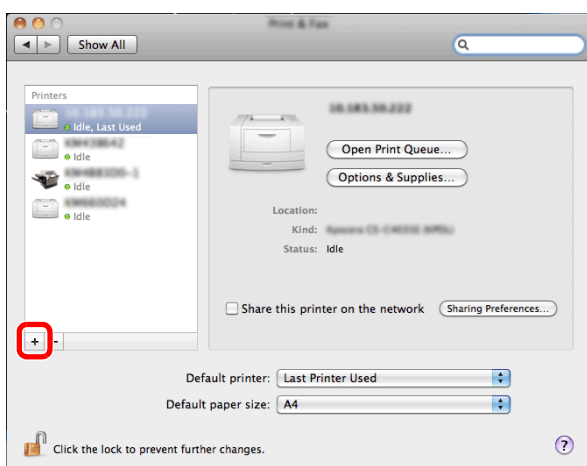 Print & Fax
Show All
Printers
Idle, Last Used
Idle
Idle
Idle
Open Print Queue...
Options & Supplies...
Location:
Kind:
Status: Idle
Share this printer on the network Sharing Preferences...
+ -
Default printer: Last Printer Used
Default paper size: A4
Click the lock to prevent further changes. ?